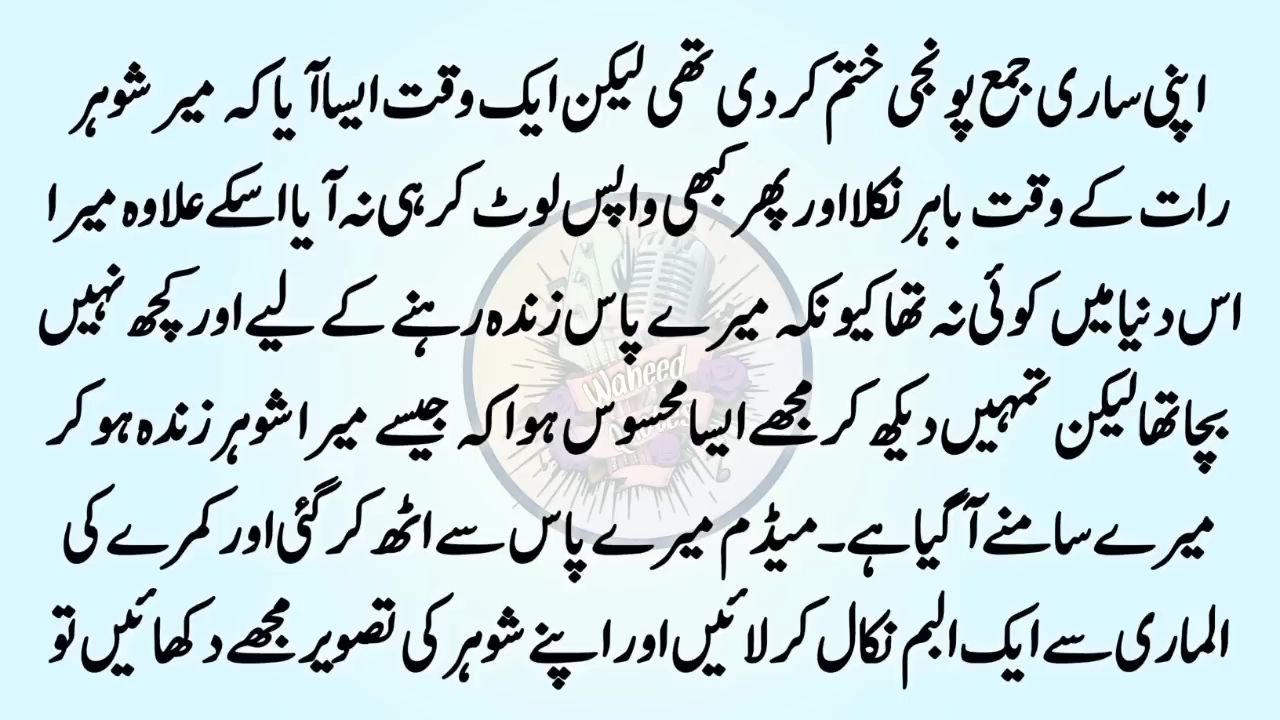 اپنی ساری جمع پونجی ختم کر دی تھی لیکن ایک وقت ایسا آیا کہ میر شوہر
رات کے وقت باہر نکلا اور پھر کبھی واپس لوٹ کر ہی نہ آیا اسکے علاوہ میرا
اس دنیا میں کوئی نہ تھا کیونکہ میرے پاس زندہ رہنے کے لیے اور کچھ نہیں
بچا تھا لیکن تمہیں دیکھ کر مجھے ایسا محسوس ہوا کہ جیسے میرا شوہر زندہ ہو کر
میرے سامنے آ گیا ہے۔ میڈم میرے پاس سے اٹھ کر گئی اور کمرے کی
الماری سے ایک البم نکال کر لائیں اور اپنے شوہر کی تصویر مجھے دکھائیں تو
Waheed